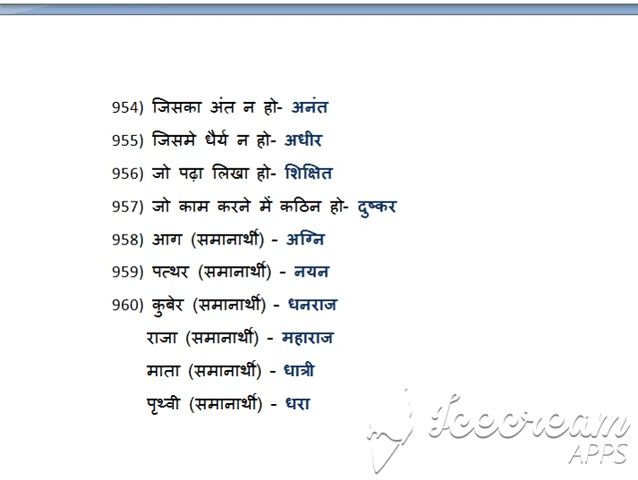 954) जिसका अंत न हो- अनंत
955) जिसमे धैर्य न हो- अधीर
956) जो पढ़ा लिखा हो- शिक्षित
957) जो काम करने में कठिन हो- दुष्कर
958) आग (समानार्थी) - अग्नि
959) पत्थर (समानार्थी) - नयन
960) कुबेर (समानार्थी) - धनराज
राजा (समानार्थी) - महाराज
माता (समानार्थी) - धात्री
पृथ्वी (समानार्थी) - धरा
Icecream
APPS